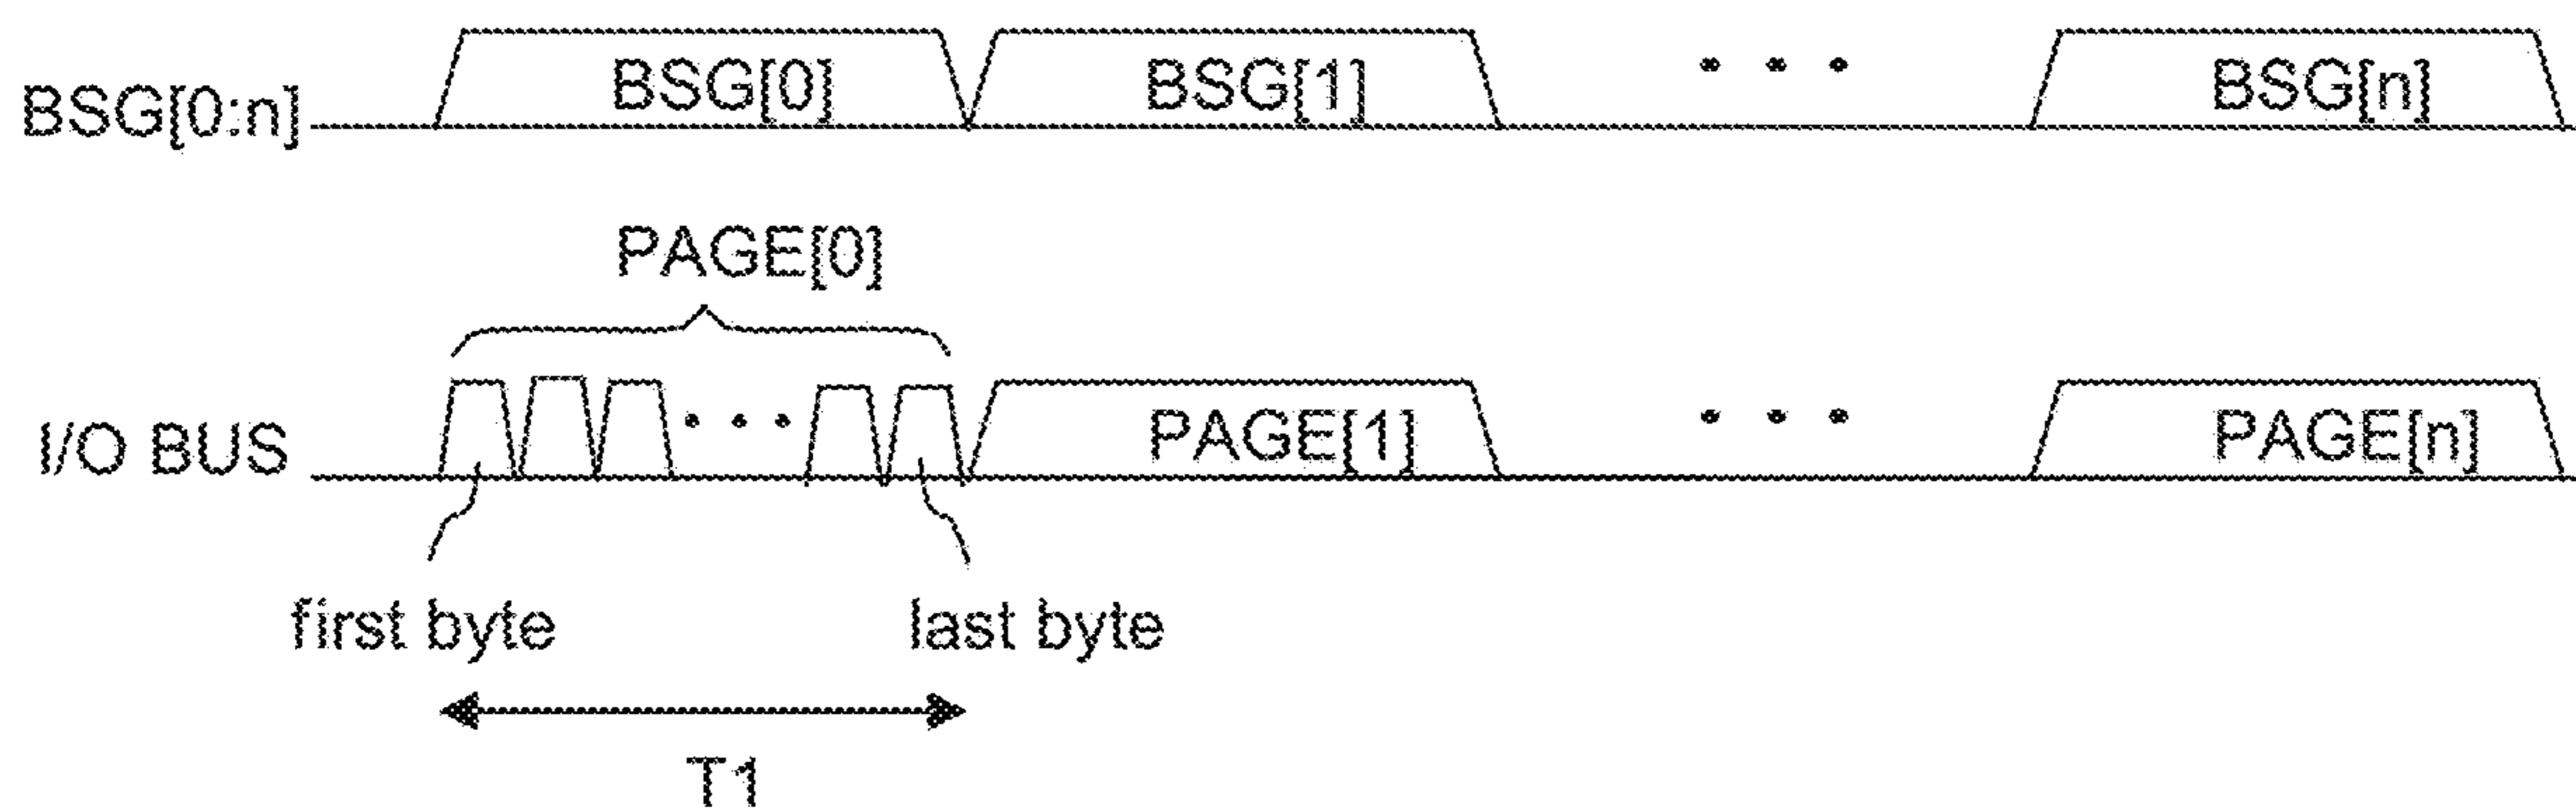 BSG[0:n] BSG[0] BSG[1] • • • BSG[n]
PAGE[0]
I/O BUS • • • PAGE[1] • • • PAGE[n]
first byte last byte
T1